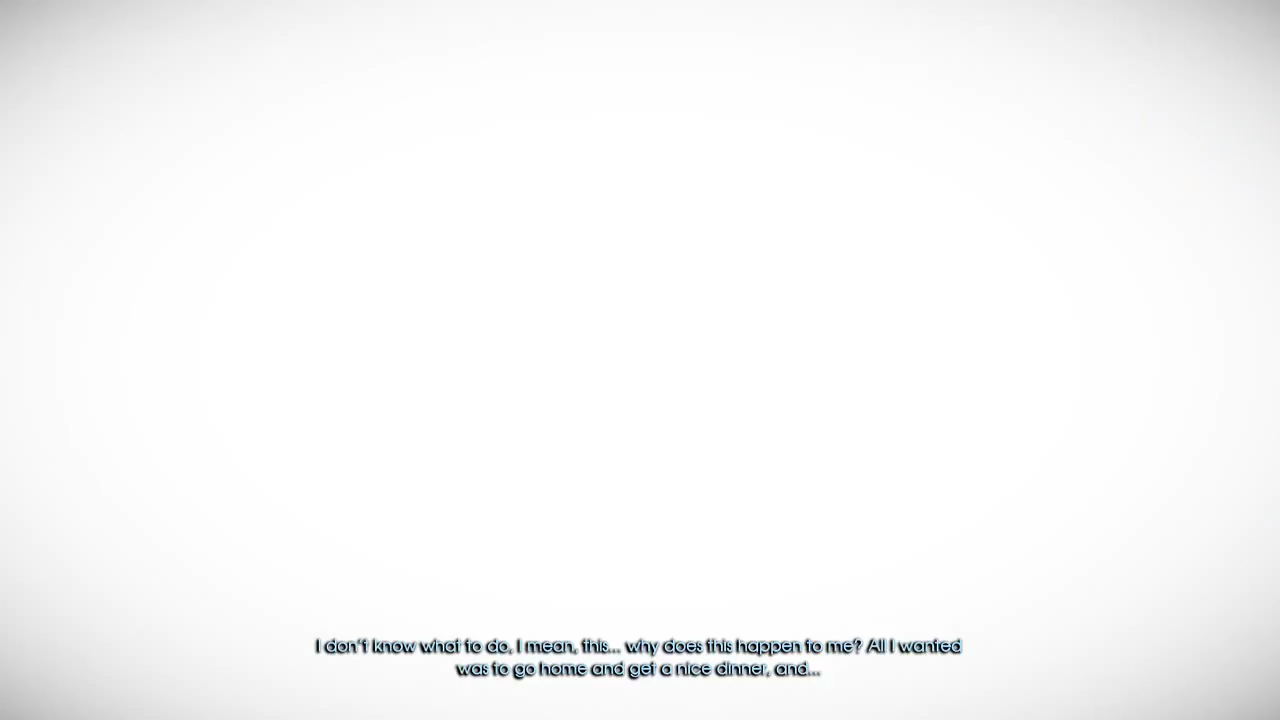 I don't know what to do, I mean, this... why does this happen to me? All I wanted
was to go home and get a nice dinner, and...